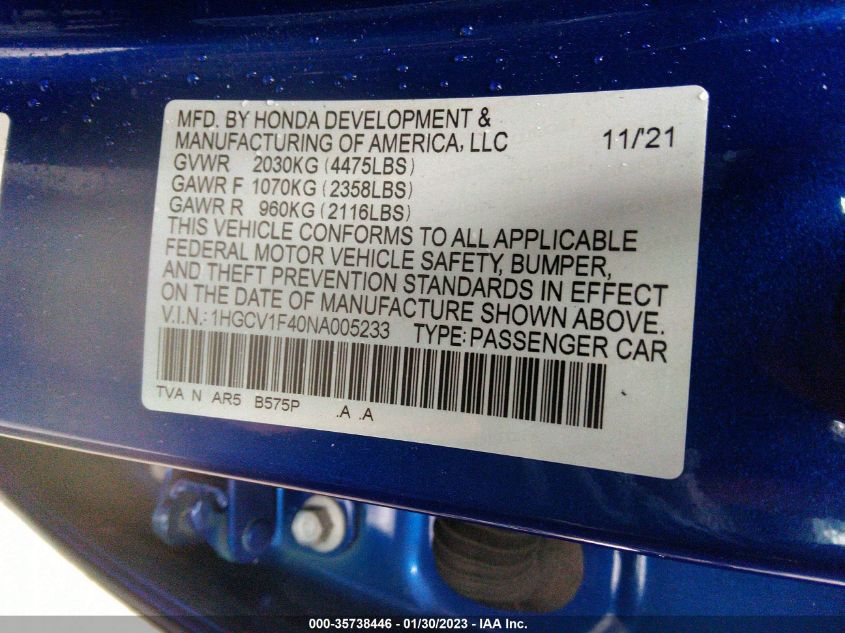 MFD. BY HONDA DEVELOPMENT &
MANUFACTURING OF AMERICA, LLC 11/'21
GVWR 2030KG (4475LBS)
GAWR F 1070KG (2358LBS)
GAWR R 960KG (2116LBS)
THIS VEHICLE CONFORMS TO ALL APPLICABLE
FEDERAL MOTOR VEHICLE SAFETY, BUMPER,
AND THEFT PREVENTION STANDARDS IN EFFECT
ON THE DATE OF MANUFACTURE SHOWN ABOVE.
V.I.N.: 1HGCV1F40NA005233 TYPE:PASSENGER CAR
TVA N AR5 B575P .A .A
000-35738446 - 01/30/2023 - IAA Inc.